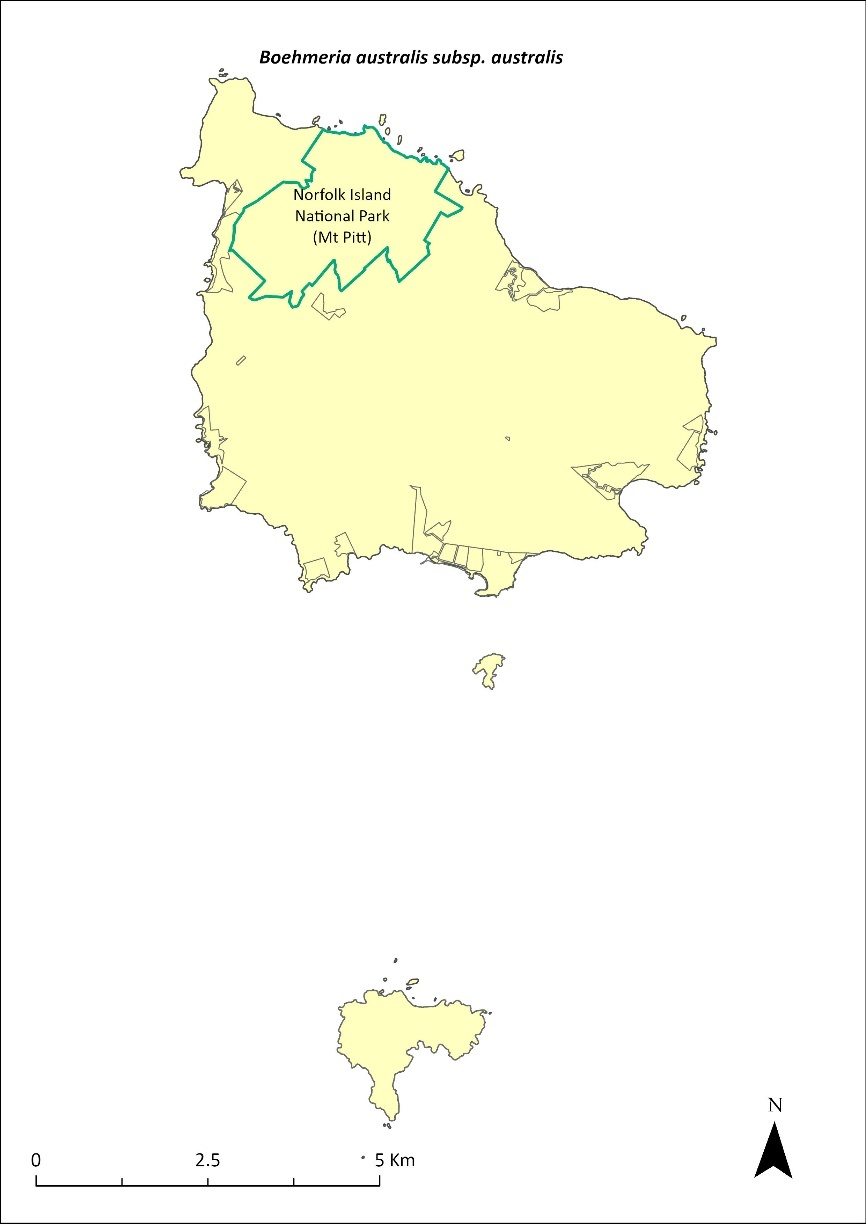 Boehmeria australis subsp. australis
Norfolk Island
National Park
(Mt Pitt)
N
0 2.5 5 Km